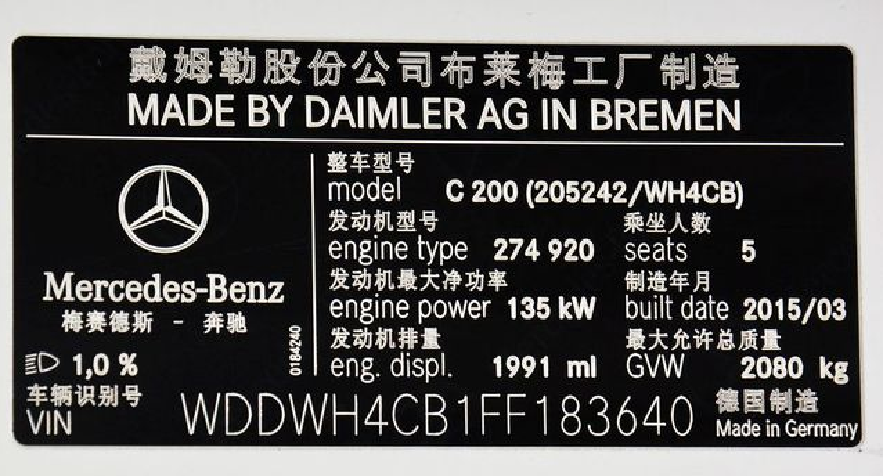 戴姆勒股份公司布莱梅工厂制造
MADE BY DAIMLER AG IN BREMEN
Mercedes-Benz
梅赛德斯 - 奔驰
1,0 %
0184240
整车型号
model C 200 (205242/WH4CB)
发动机型号 乘坐人数
engine type 274 920 seats 5
发动机最大净功率 制造年月
engine power 135 kW built date 2015/03
发动机排量 最大允许总质量
eng. displ. 1991 ml GVW 2080 kg
车辆识别号 德国制造
VIN WDDWH4CB1FF183640 Made in Germany